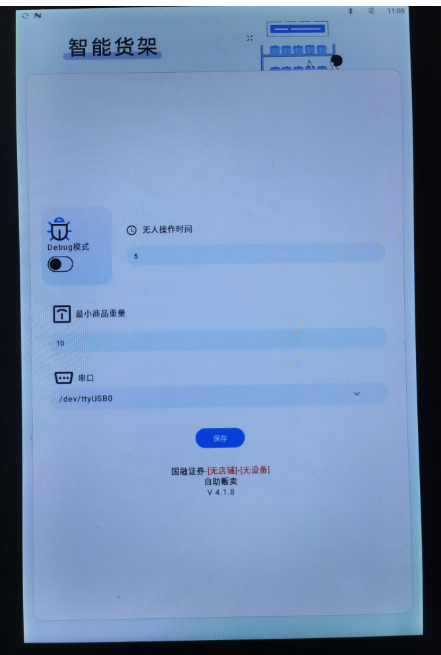 11:05
智能货架
Debug模式
无人操作时间
5
最小商品重量
10
串口
/dev/ttyUSB0
保存
国融证券-[无店铺]-[无设备]
自助贩卖
V 4.1.8